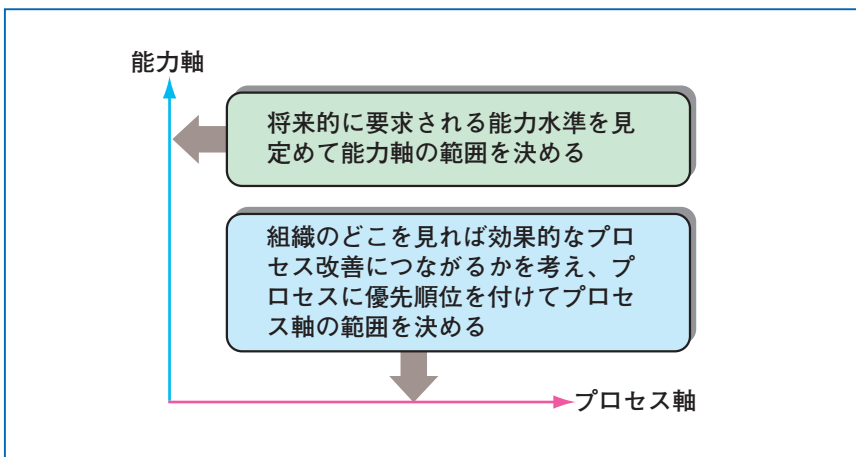 能力軸
将来的に要求される能力水準を見
定めて能力軸の範囲を決める
組織のどこを見れば効果的なプロ
セス改善につながるかを考え、プ
ロセスに優先順位を付けてプロセ
ス軸の範囲を決める
プロセス軸